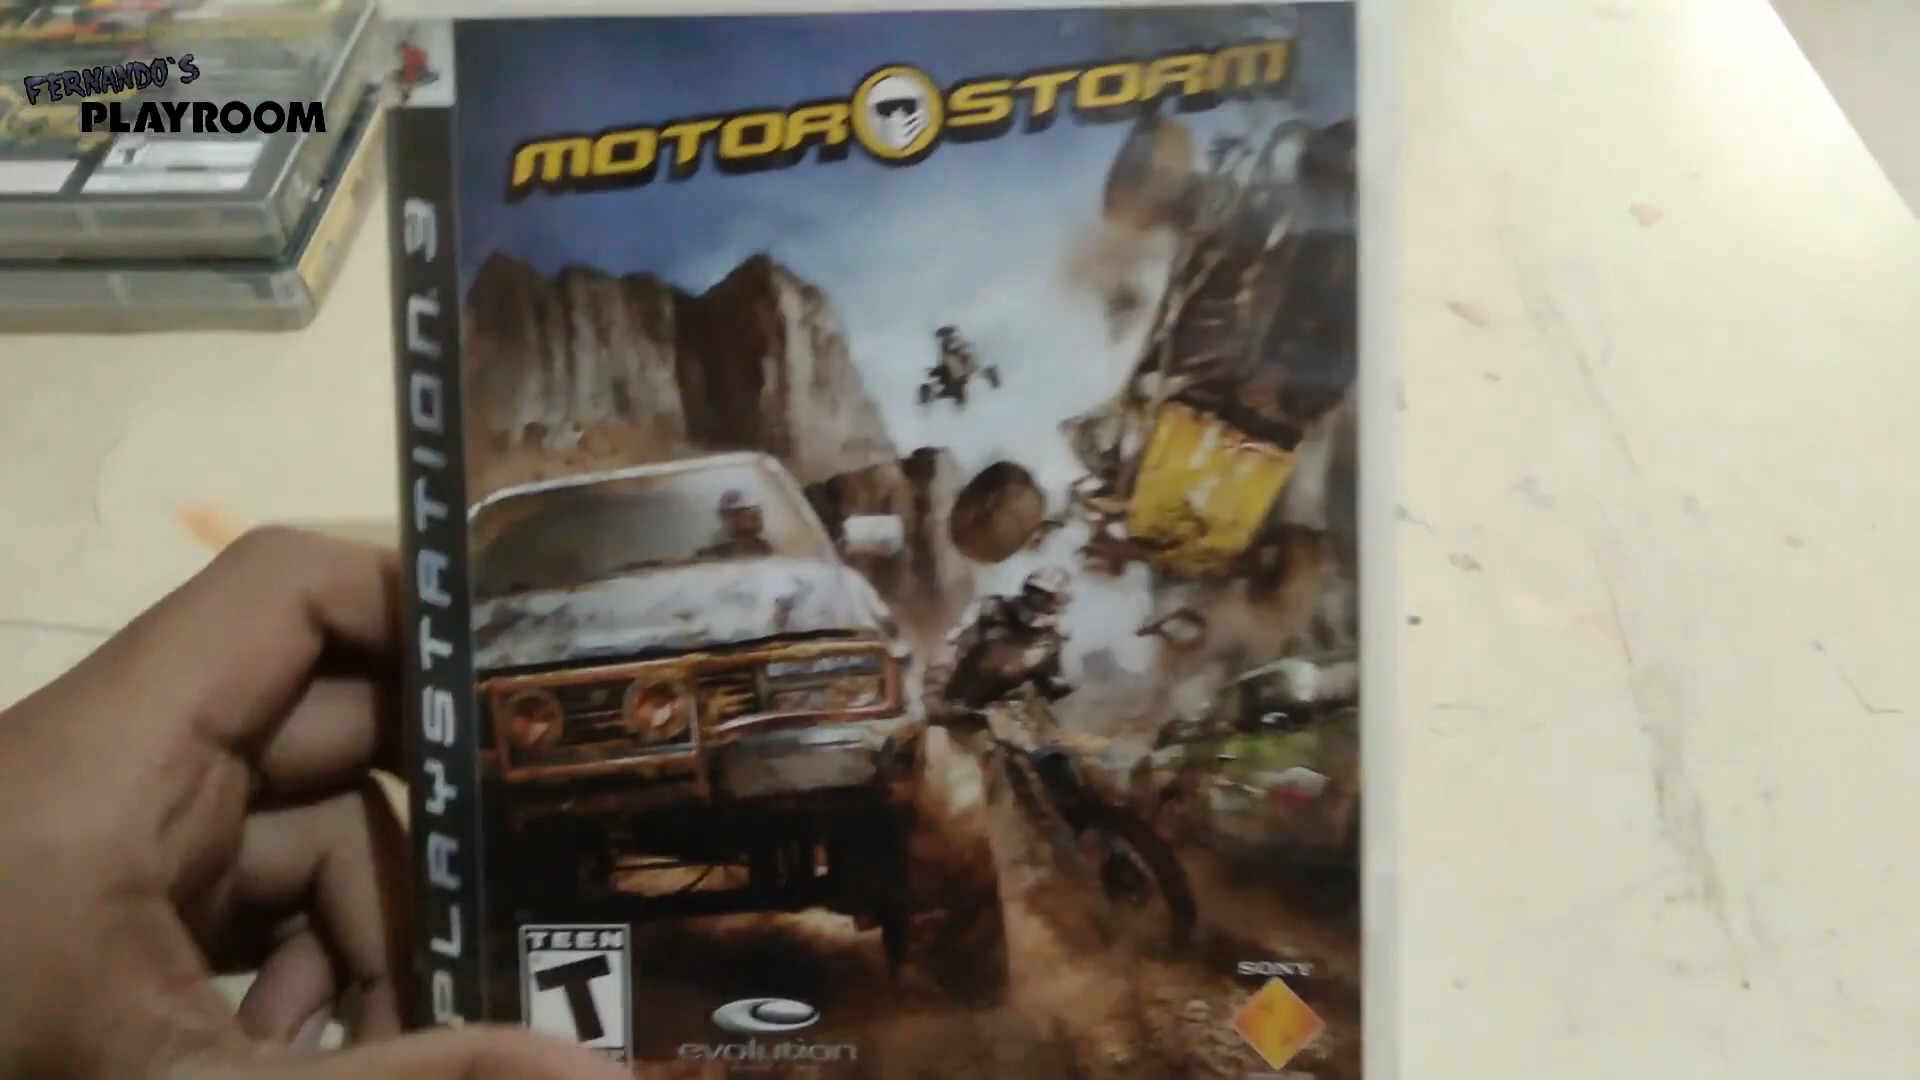 FERNANDO`S
PLAYROOM
MOTORSTORM
PLAYSTATION 3
TEEN
T
evolution
SONY